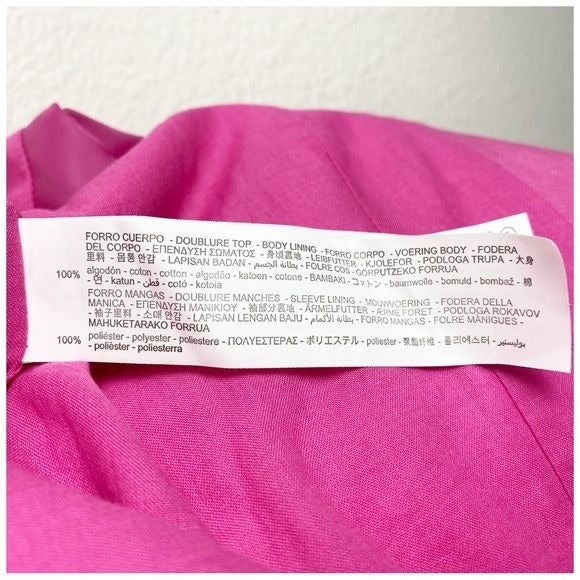 FORRO CUERPO - DOUBLURE TOP - BODY LINING - FORRO CORPO - VOERING BODY - FODERA
DEL CORPO - ΕΠΕΝΔΥΣΗ ΣΩΜΑΤΟΣ - 身頃裏地 - LEIBFUTTER - KJOLEFOR - PODLOGA TRUPA - 大身
里料 - 몸통 안감 - LAPISAN BADAN - بطانة الجسم - FOLRE COS - GORPUTZEKO FORRUA
100% algodón - coton - cotton - algodão - katoen - cotone - ΒΑΜΒΑΚΙ - コットン - baumwolle - bomuld - bombaž - 棉
- 면 - katun - قطن - cotó - kotoia
FORRO MANGAS - DOUBLURE MANCHES - SLEEVE LINING - MOUWVOERING - FODERA DELLA
MANICA - ΕΠΕΝΔΥΣΗ ΜΑΝΙΚΙΟΥ - 袖部分裏地 - ÄRMELFUTTER - ÆRME FORET - PODLOGA ROKAVOV
- 袖子里料 - 소매 안감 - LAPISAN LENGAN BAJU - بطانة الاكمام - FORRO MANGAS - FOLRE MÀNIGUES -
MAHUKETARAKO FORRUA
100% poliéster - polyester - poliestere - ΠΟΛΥΕΣΤΕΡΑΣ - ポリエステル - poliester - 聚酯纤维 - 폴리에스터 - بوليستير
- polièster - poliesterra